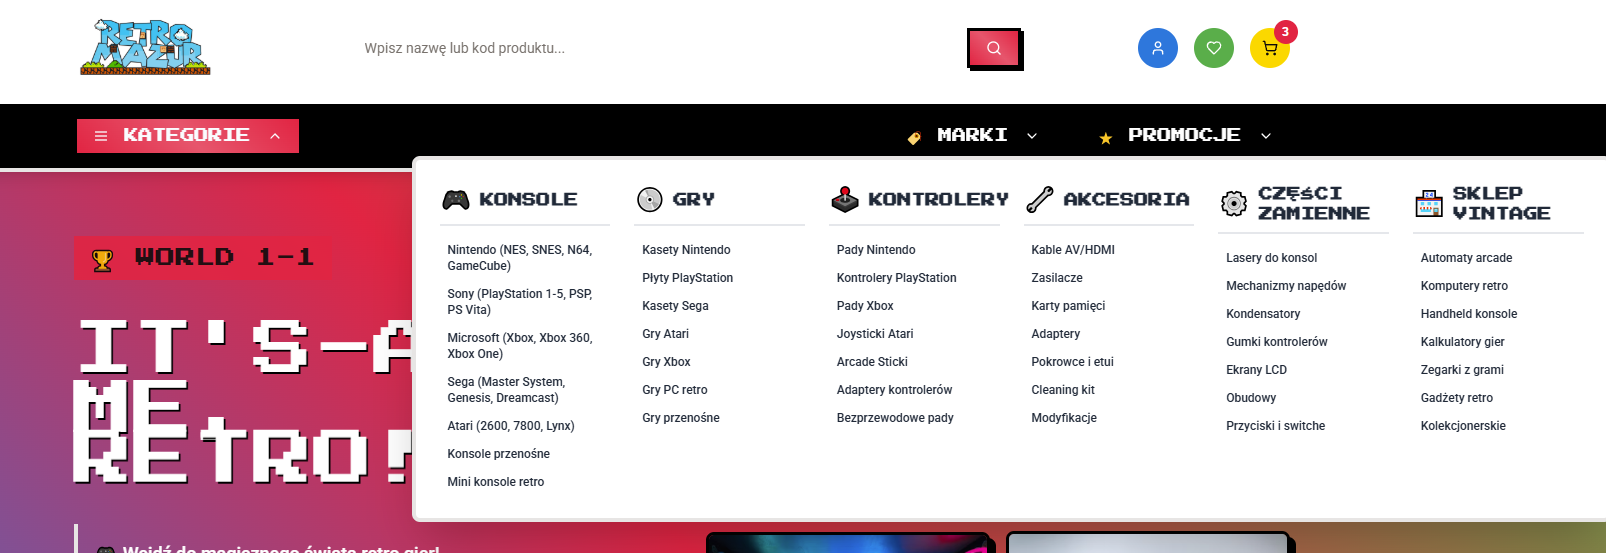 RETRO
MAZUR
Wpisz nazwę lub kod produktu...
3
KATEGORIE
MARKI
PROMOCJE
KONSOLE
Nintendo (NES, SNES, N64,
GameCube)
Sony (PlayStation 1-5, PSP,
PS Vita)
Microsoft (Xbox, Xbox 360,
Xbox One)
Sega (Master System,
Genesis, Dreamcast)
Atari (2600, 7800, Lynx)
Konsole przenośne
Mini konsole retro
GRY
Kasety Nintendo
Płyty PlayStation
Kasety Sega
Gry Atari
Gry Xbox
Gry PC retro
Gry przenośne
KONTROLERY
Pady Nintendo
Kontrolery PlayStation
Pady Xbox
Joysticki Atari
Arcade Sticki
Adaptery kontrolerów
Bezprzewodowe pady
AKCESORIA
Kable AV/HDMI
Zasilacze
Karty pamięci
Adaptery
Pokrowce i etui
Cleaning kit
Modyfikacje
CZĘŚCI
ZAMIENNE
Lasery do konsol
Mechanizmy napędów
Kondensatory
Gumki kontrolerów
Ekrany LCD
Obudowy
Przyciski i switche
SKLEP
VINTAGE
Automaty arcade
Komputery retro
Handheld konsole
Kalkulatory gier
Zegarki z grami
Gadżety retro
Kolekcjonerskie
WORLD 1-1
IT'S-A
ME
RETRO!
Wejdź do magicznego świata retro gier!